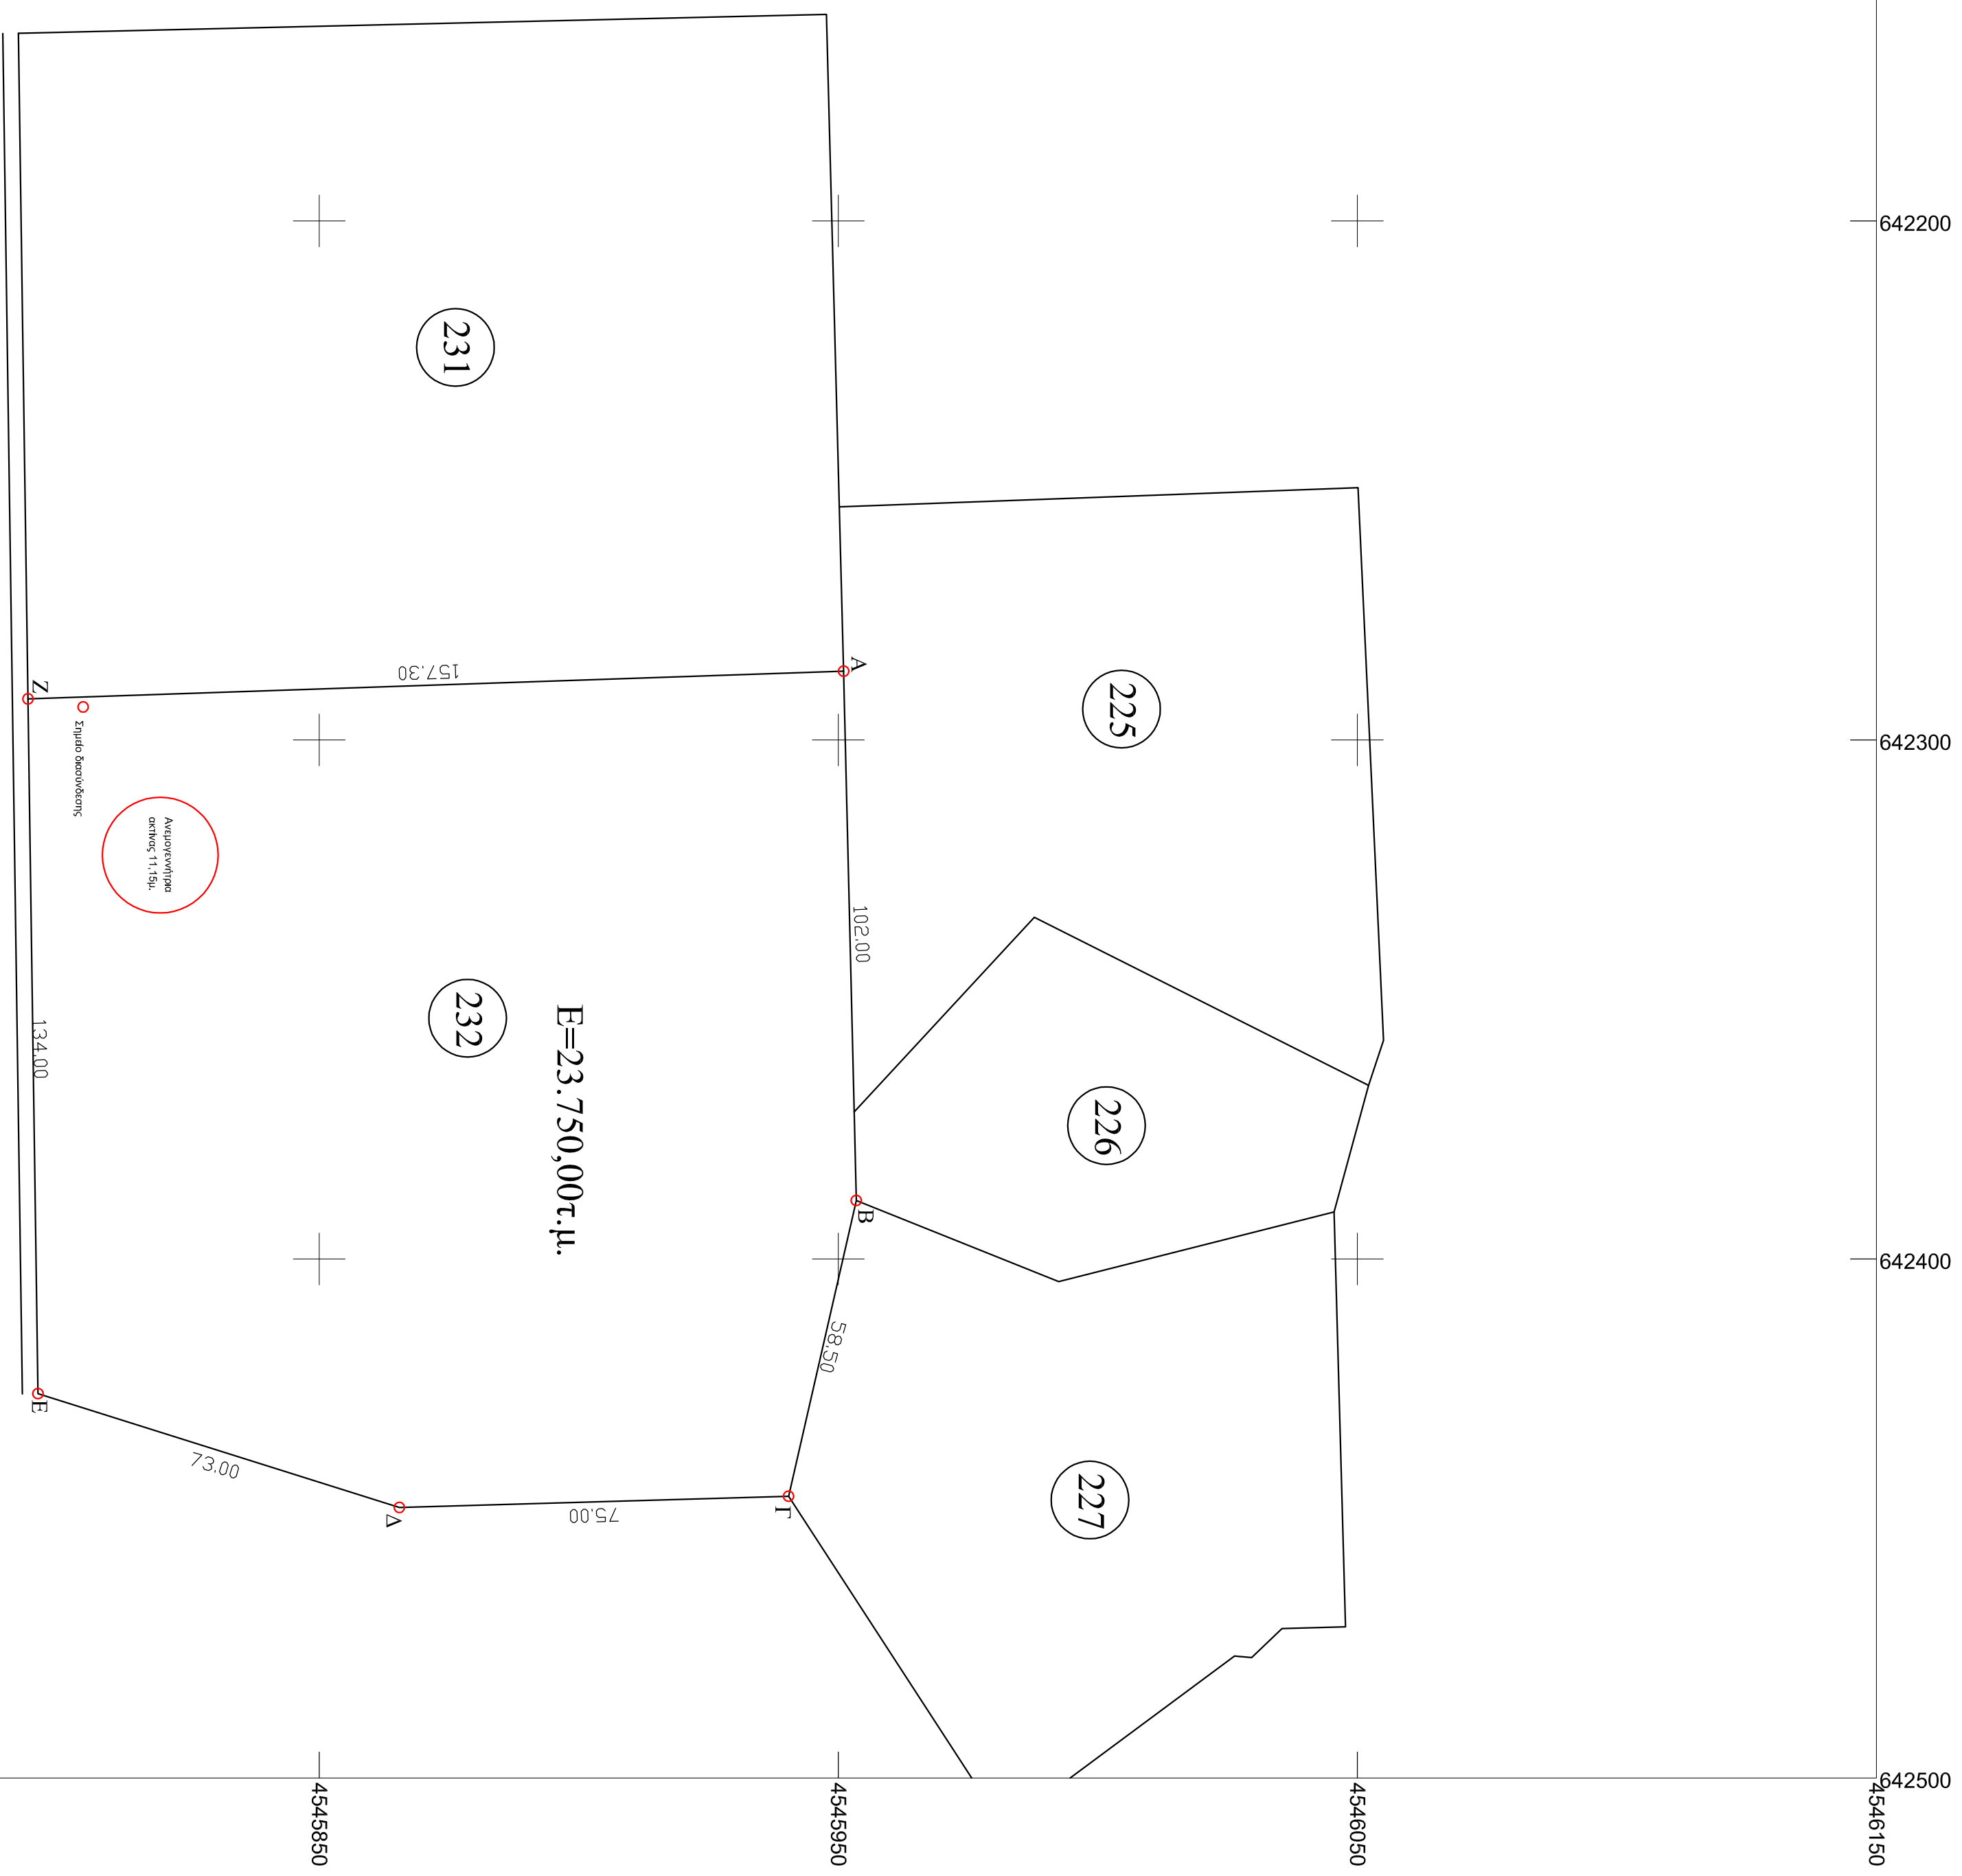 642200
642300
642400
642500
4545850
4545950
4546050
4546150
231
225
226
227
232
E=23.750,00τ.μ.
Α
Β
Γ
Δ
Ε
Ζ
157.30
102.00
58.50
75.00
73.00
134.00
Σημείο διασύνδεσης
Ανεμογεννήτρια
ακτίνας 11,15μ.